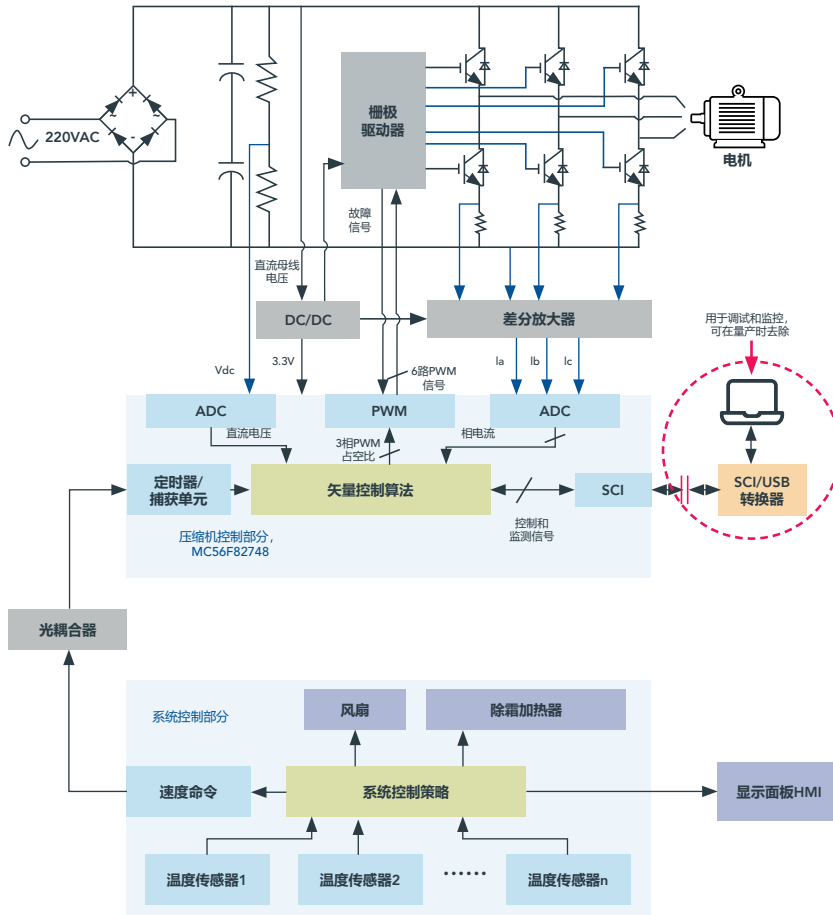 +
~
~
-
220VAC
栅极
驱动器
电机
故障
信号
直流母线
电压
DC/DC
差分放大器
用于调试和监控，
可在量产时去除
Vdc
3.3V
6路PWM
信号
Ia
Ib
Ic
ADC
PWM
ADC
直流电压
3相PWM
占空比
相电流
定时器/
捕获单元
矢量控制算法
SCI
SCI/USB
转换器
控制和
监测信号
压缩机控制部分，
MC56F82748
光耦合器
系统控制部分
风扇
除霜加热器
速度命令
系统控制策略
显示面板HMI
温度传感器1
温度传感器2
······
温度传感器n